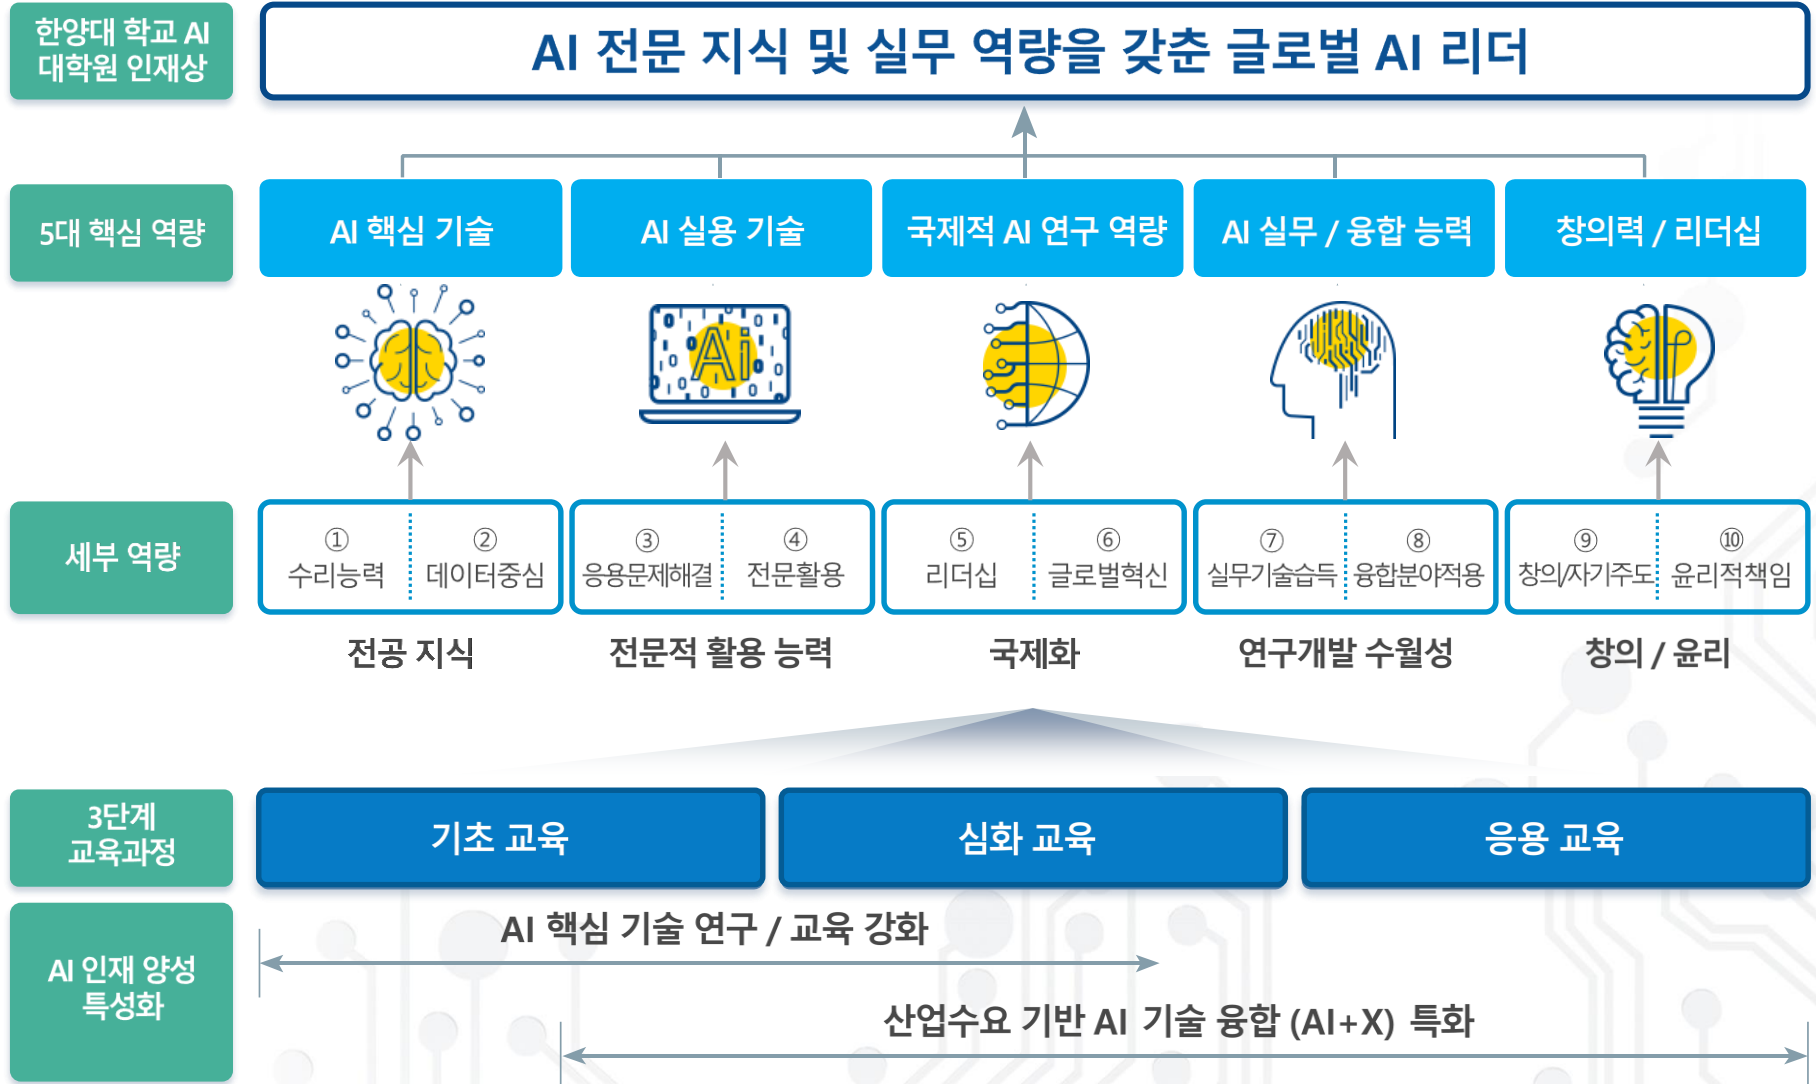 한양대 학교 AI
대학원 인재상
AI 전문 지식 및 실무 역량을 갖춘 글로벌 AI 리더
5대 핵심 역량
AI 핵심 기술
AI 실용 기술
국제적 AI 연구 역량
AI 실무 / 융합 능력
창의력 / 리더십
Ai
세부 역량
①
수리능력
②
데이터중심
③
응용문제해결
④
전문활용
⑤
리더십
⑥
글로벌혁신
⑦
실무기술습득
⑧
융합분야적용
⑨
창의/자기주도
⑩
윤리적책임
전공 지식
전문적 활용 능력
국제화
연구개발 수월성
창의 / 윤리
3단계
교육과정
기초 교육
심화 교육
응용 교육
AI 인재 양성
특성화
AI 핵심 기술 연구 / 교육 강화
산업수요 기반 AI 기술 융합 (AI+X) 특화